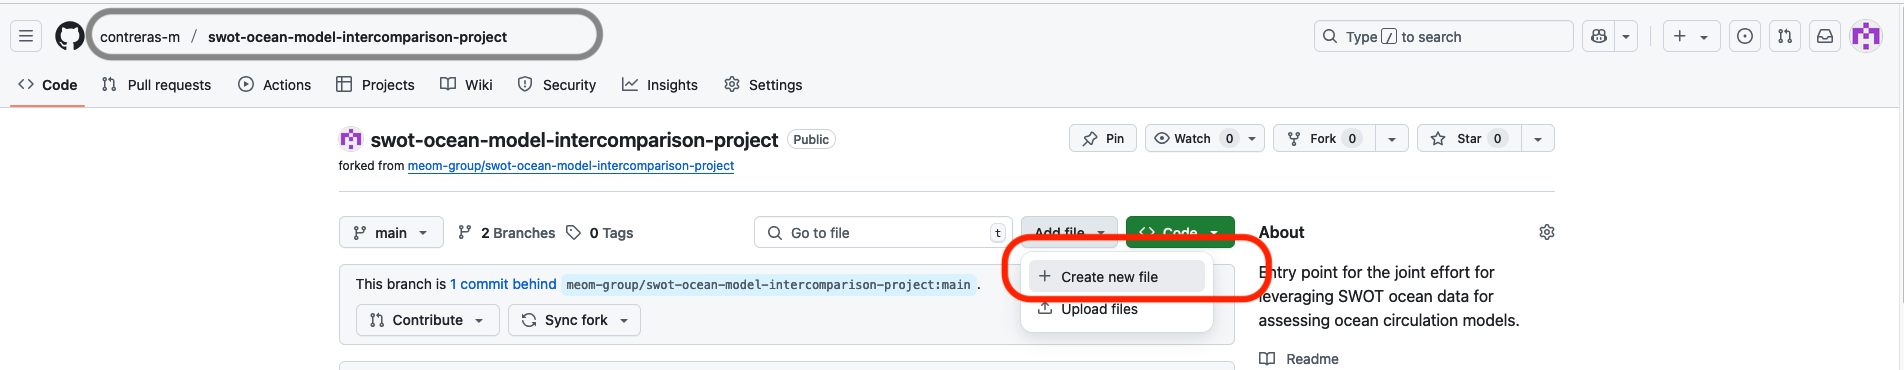 contreras-m / swot-ocean-model-intercomparison-project
Type / to search
Code Pull requests Actions Projects Wiki Security Insights Settings
swot-ocean-model-intercomparison-project Public
Pin Watch 0 Fork 0 Star 0
forked from meom-group/swot-ocean-model-intercomparison-project
main 2 Branches 0 Tags Go to file t Add file Code
About
Create new file
Upload files
This branch is 1 commit behind meom-group/swot-ocean-model-intercomparison-project:main .
Contribute Sync fork
Entry point for the joint effort for
leveraging SWOT ocean data for
assessing ocean circulation models.
Readme